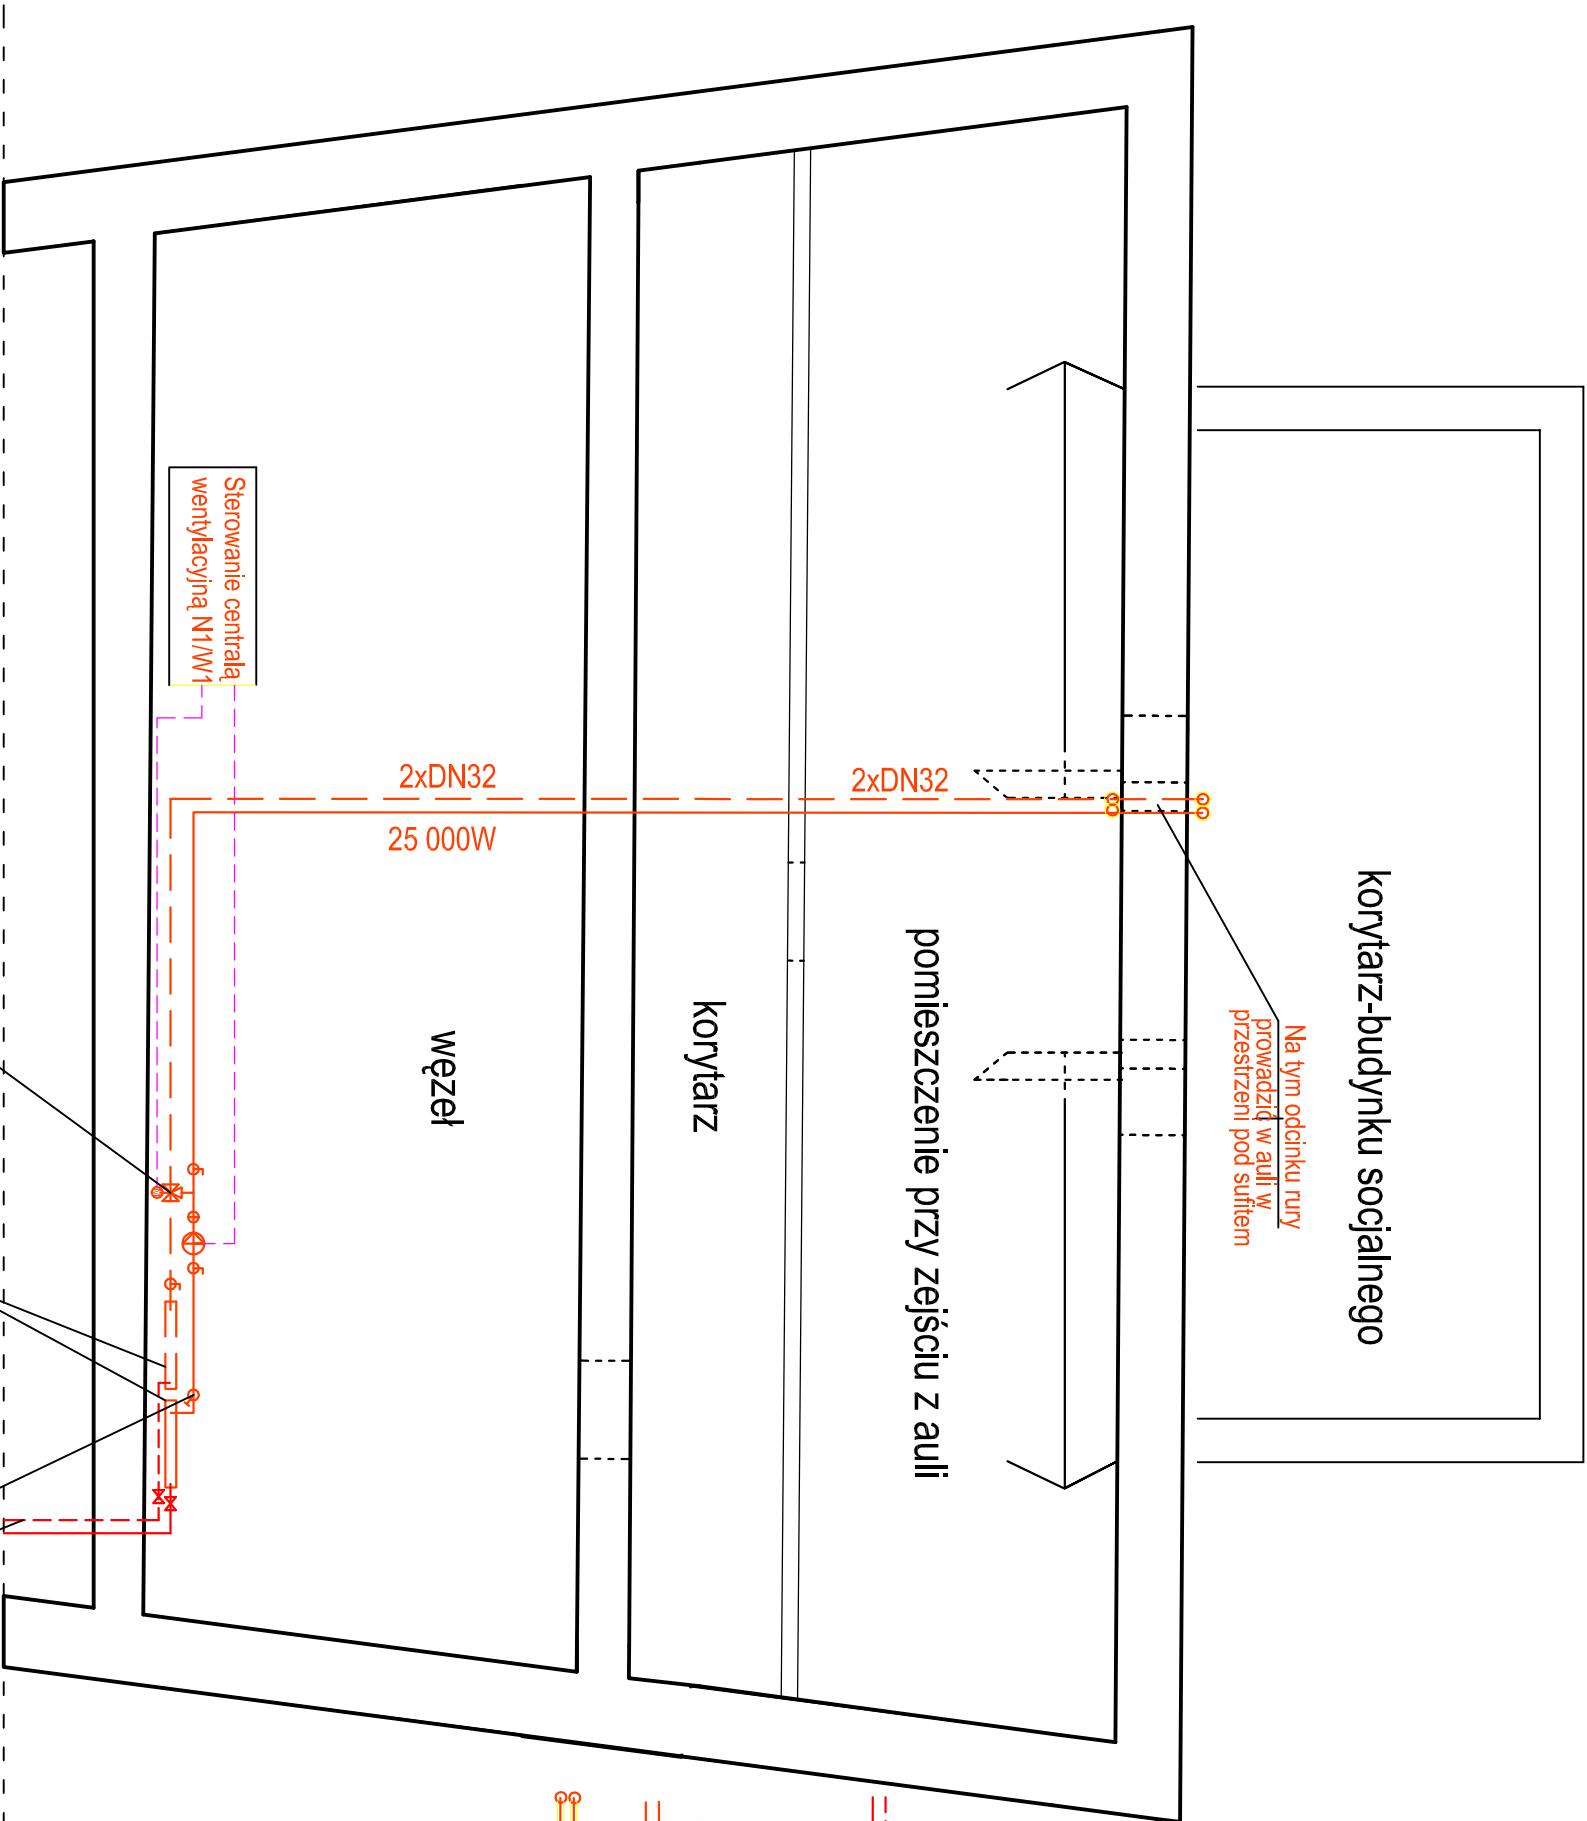 korytarz-budynku socjalnego
Na tym odcinku rury
prowadzić w auli w
przestrzeni pod sufitem
pomieszczenie przy zejściu z auli
korytarz
węzeł
2xDN32
2xDN32
25 000W
Sterowanie centralą
wentylacyjną N1/W1